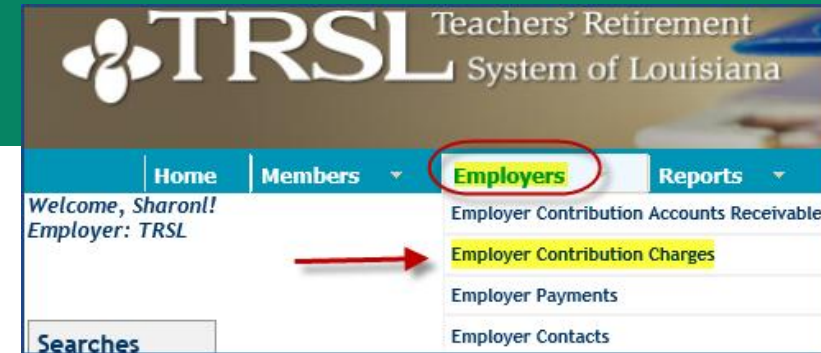 TRSL
Teachers' Retirement
System of Louisiana
Home Members Employers Reports
Welcome, Sharonl!
Employer: TRSL
Employer Contribution Accounts Receivable
Employer Contribution Charges
Employer Payments
Employer Contacts
Searches